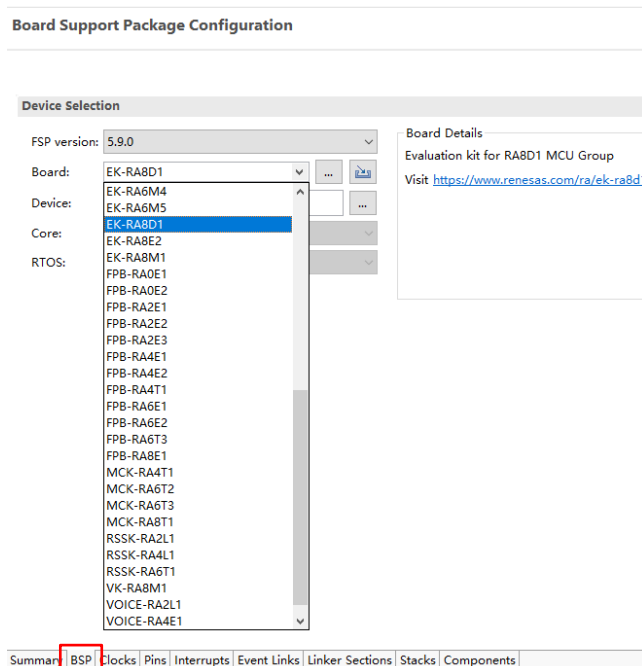 Board Support Package Configuration
Device Selection
FSP version: 5.9.0
Board: EK-RA8D1 ...
Device: ...
Core:
RTOS:
EK-RA6M4
EK-RA6M5
EK-RA8D1
EK-RA8E2
EK-RA8M1
FPB-RA0E1
FPB-RA0E2
FPB-RA2E1
FPB-RA2E2
FPB-RA2E3
FPB-RA4E1
FPB-RA4E2
FPB-RA4T1
FPB-RA6E1
FPB-RA6E2
FPB-RA6T3
FPB-RA8E1
MCK-RA4T1
MCK-RA6T2
MCK-RA6T3
MCK-RA8T1
RSSK-RA2L1
RSSK-RA4L1
RSSK-RA6T1
VK-RA8M1
VOICE-RA2L1
VOICE-RA4E1
Board Details
Evaluation kit for RA8D1 MCU Group
Visit https://www.renesas.com/ra/ek-ra8d
Summary BSP Clocks Pins Interrupts Event Links Linker Sections Stacks Components